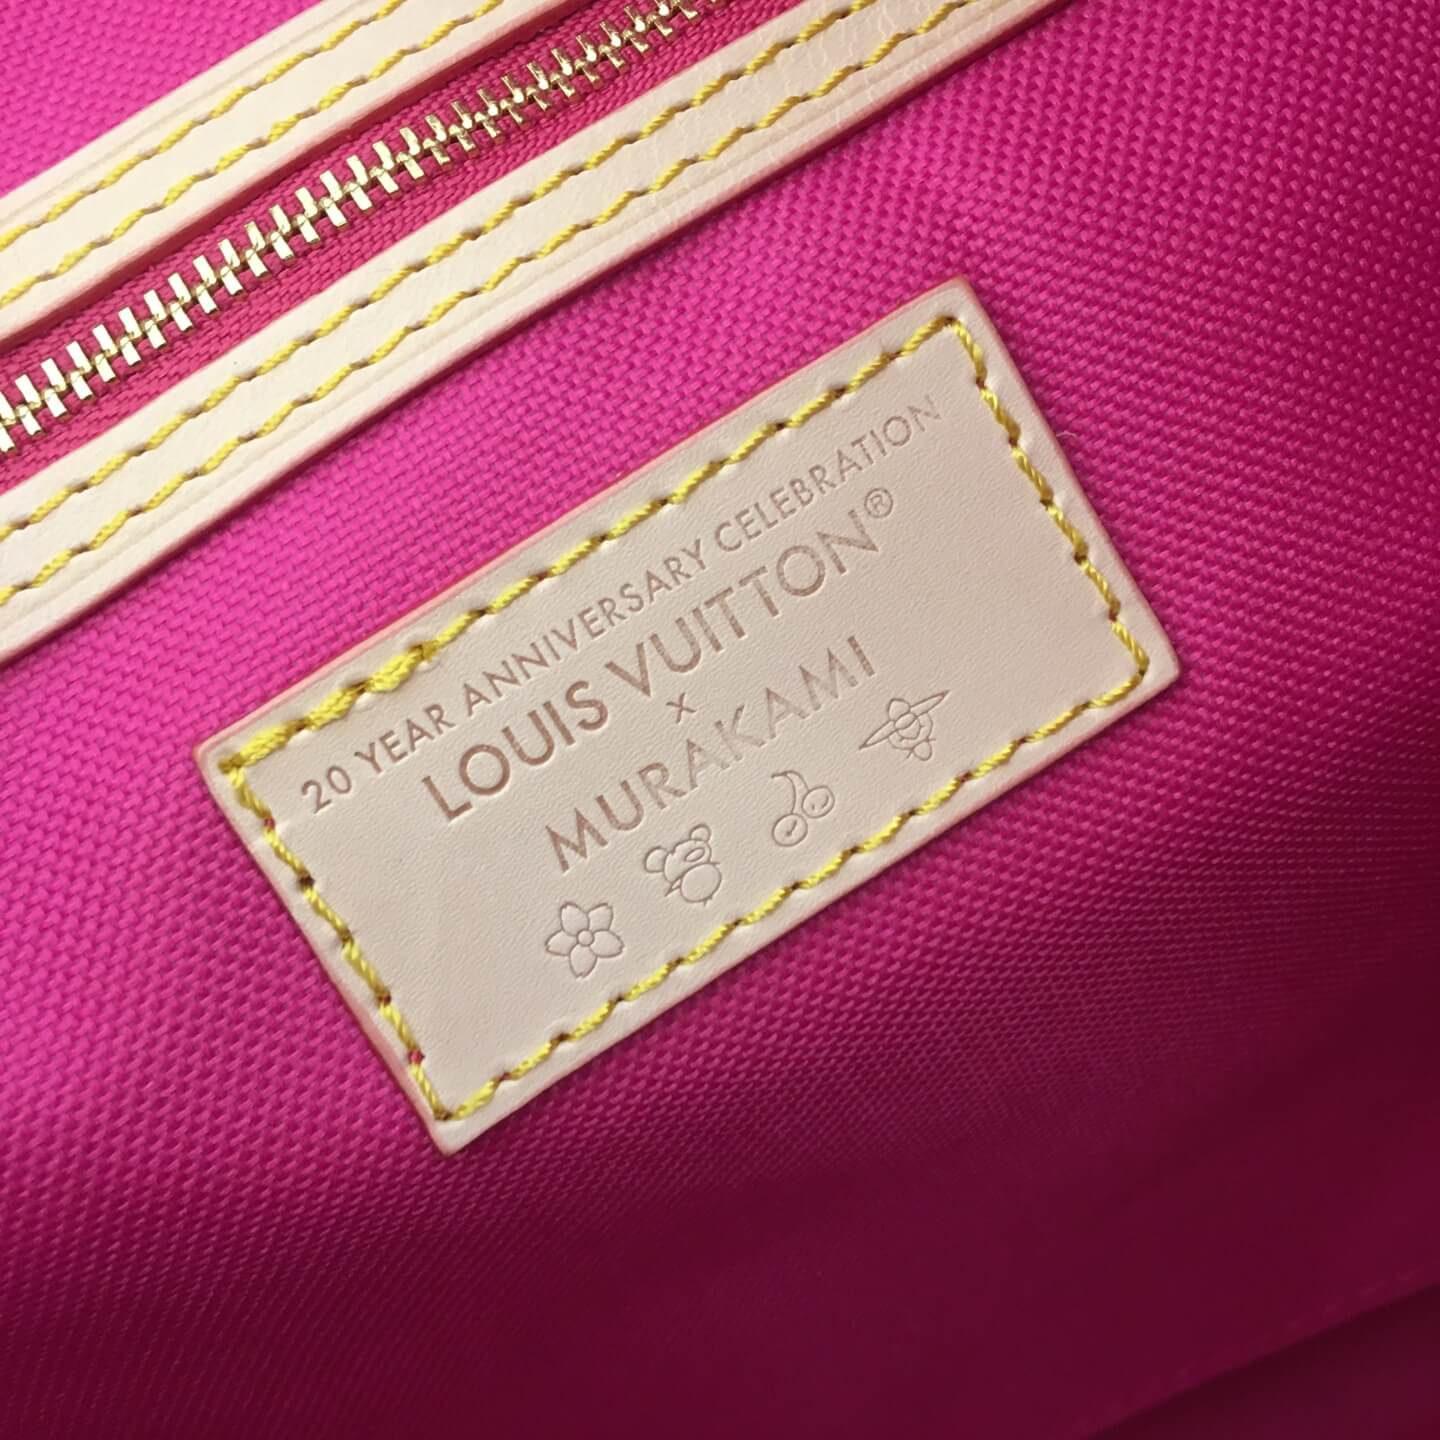 20 YEAR ANNIVERSARY CELEBRATION
LOUIS VUITTON®
x
MURAKAMI